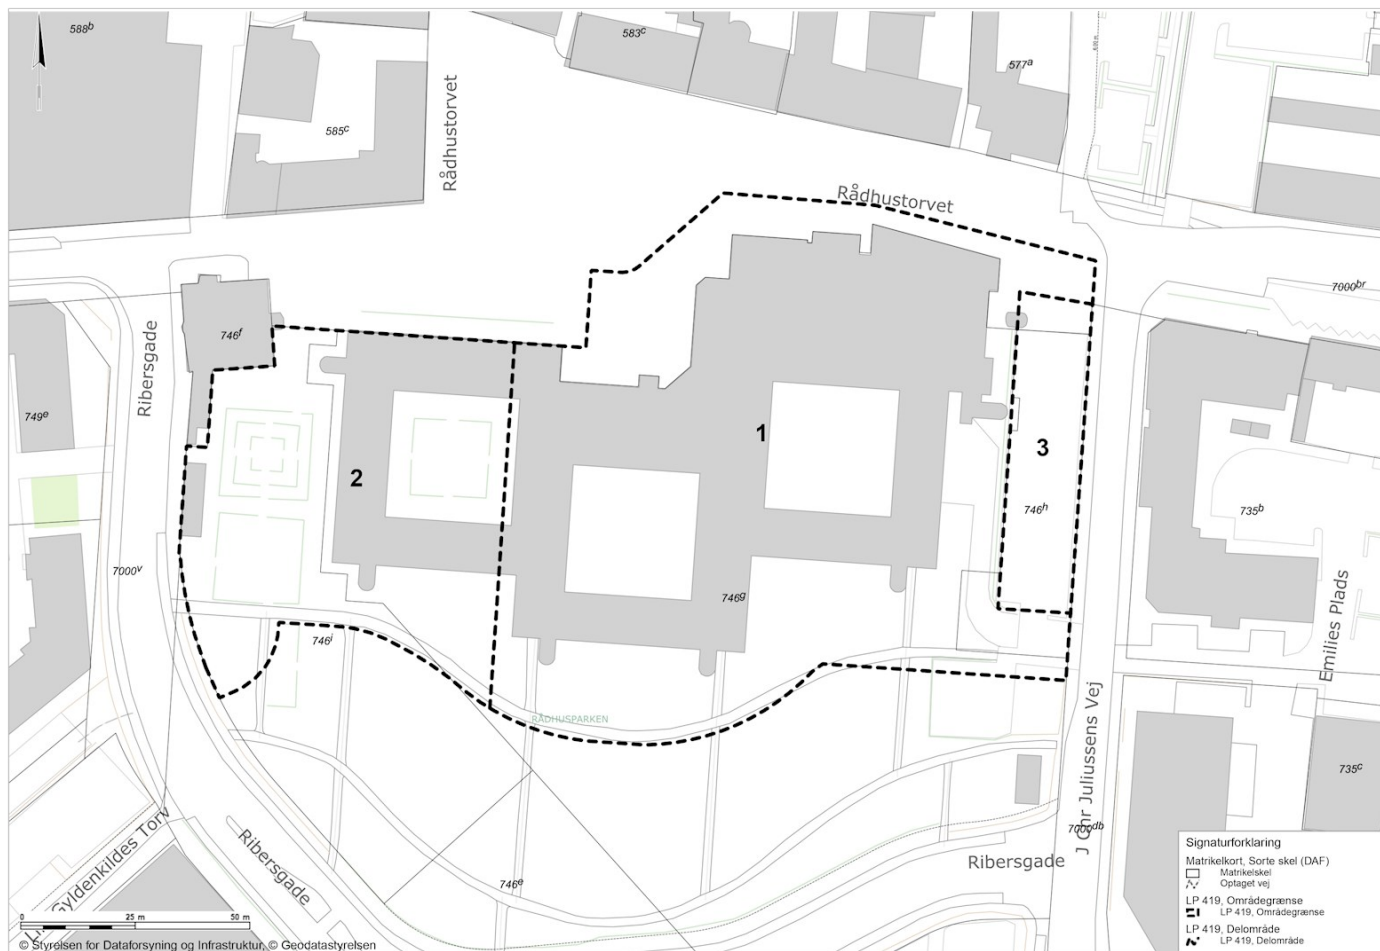 588b
583c
577a
585c
Rådhustorvet
Rådhustorvet
7000br
Ribersgade
746f
749e
1
2
3
746h
735b
7000v
746g
746i
Emilies Plads
RÅDHUSPARKEN
J Chr Juliussens Vej
735c
7000db
Ribersgade
Ribersgade
746e
Gyldenkildes Torv
Signaturforklaring
Matrikelkort, Sorte skel (DAF)
Matrikelskel
Optaget vej
LP 419, Områdegrænse
LP 419, Områdegrænse
LP 419, Delområde
LP 419, Delområde
0 25 m 50 m
© Styrelsen for Dataforsyning og Infrastruktur, © Geodatastyrelsen